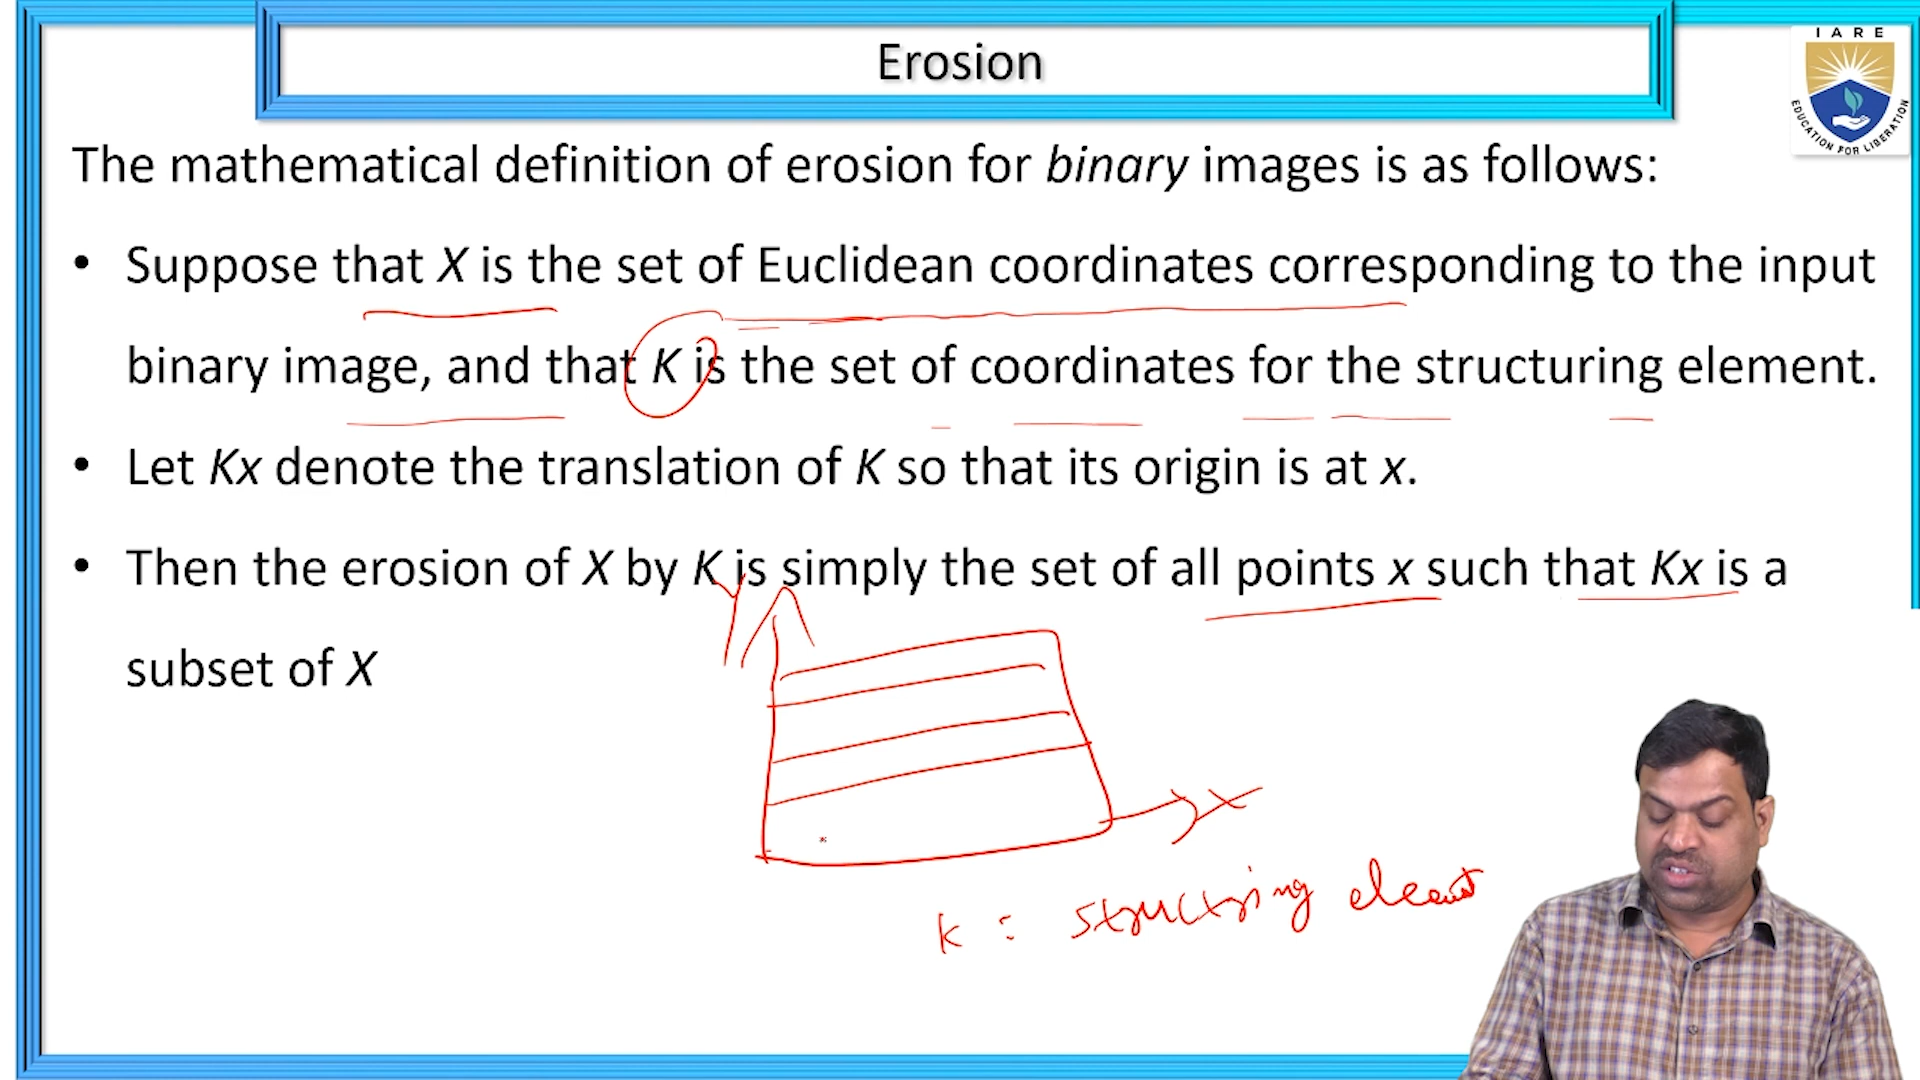 Erosion
I A R E
EDUCATION FOR LIBERATION
The mathematical definition of erosion for binary images is as follows:
• Suppose that X is the set of Euclidean coordinates corresponding to the input
binary image, and that K is the set of coordinates for the structuring element.
• Let Kx denote the translation of K so that its origin is at x.
• Then the erosion of X by K is simply the set of all points x such that Kx is a
subset of X
Y
X
k : structuring element